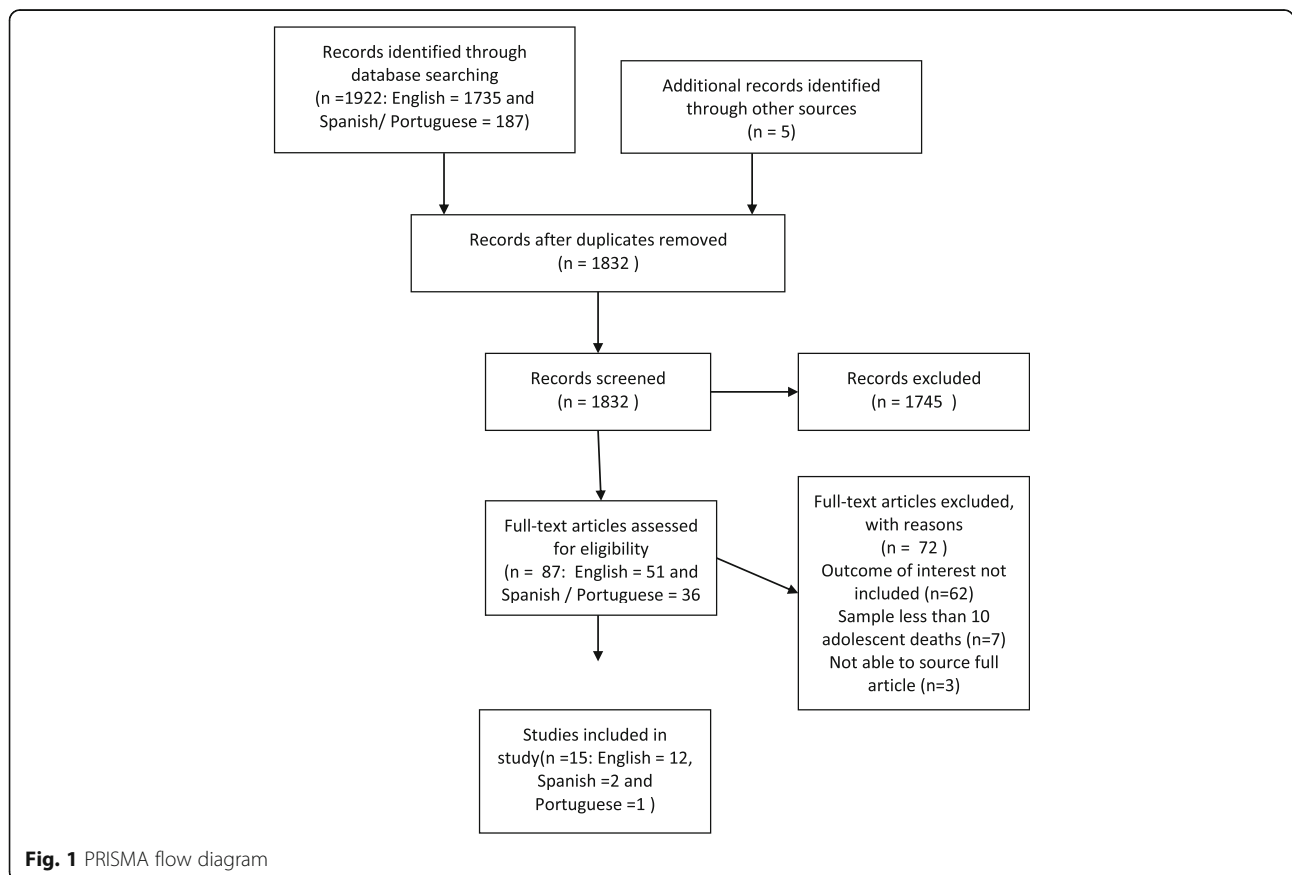 Records identified through
database searching
(n =1922: English = 1735 and
Spanish/ Portuguese = 187)
Additional records identified
through other sources
(n = 5)
Records after duplicates removed
(n = 1832 )
Records screened
(n = 1832 )
Records excluded
(n = 1745 )
Full-text articles assessed
for eligibility
(n = 87: English = 51 and
Spanish / Portuguese = 36
Full-text articles excluded,
with reasons
(n = 72 )
Outcome of interest not
included (n=62)
Sample less than 10
adolescent deaths (n=7)
Not able to source full
article (n=3)
Studies included in
study(n =15: English = 12,
Spanish =2 and
Portuguese =1 )
Fig. 1 PRISMA flow diagram